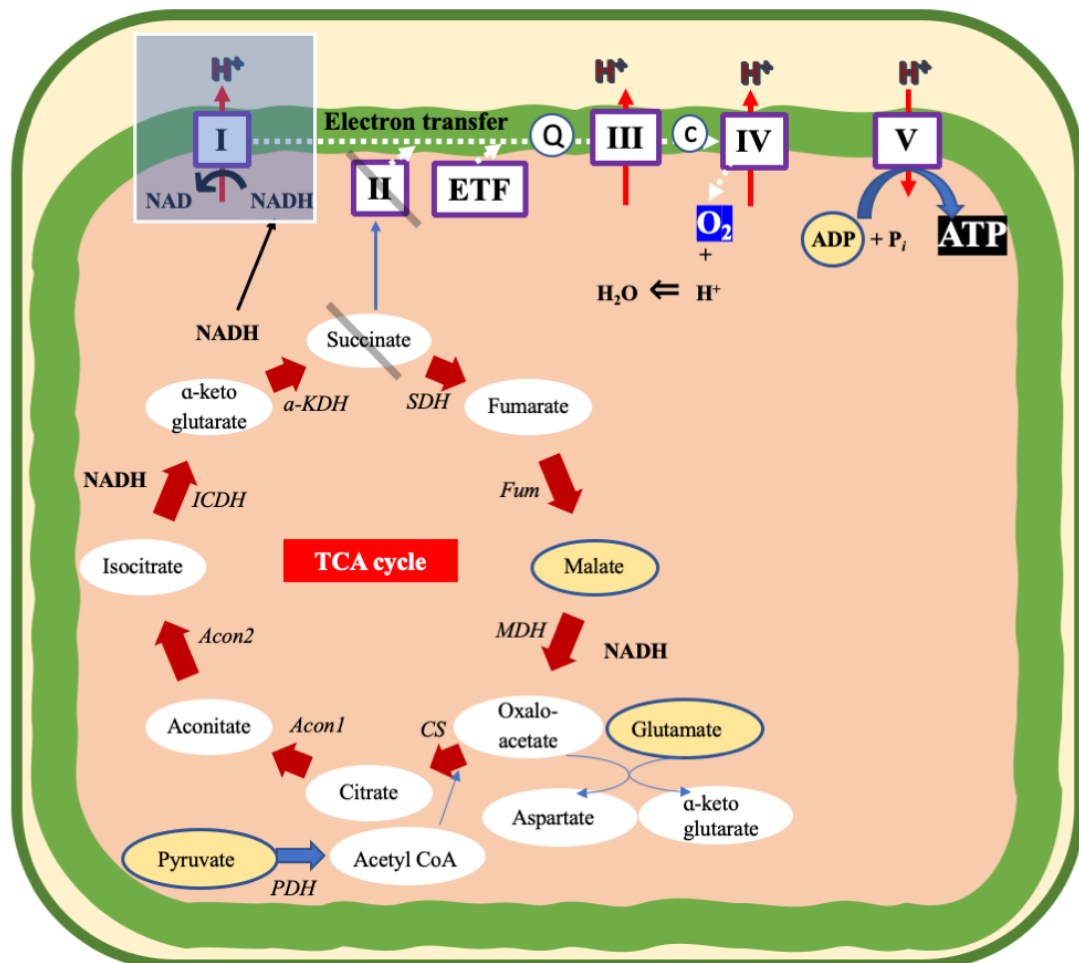 H+
H+
H+
H+
I
Electron transfer
Q
III
c
IV
V
NAD
NADH
II
ETF
O2
ADP
+ Pi
ATP
+
H2O ⇐ H+
NADH
Succinate
α-keto
glutarate
a-KDH
SDH
Fumarate
NADH
ICDH
Fum
Isocitrate
TCA cycle
Malate
Acon2
MDH
NADH
Aconitate
Acon1
CS
Oxalo-
acetate
Glutamate
Citrate
Aspartate
α-keto
glutarate
Pyruvate
PDH
Acetyl CoA